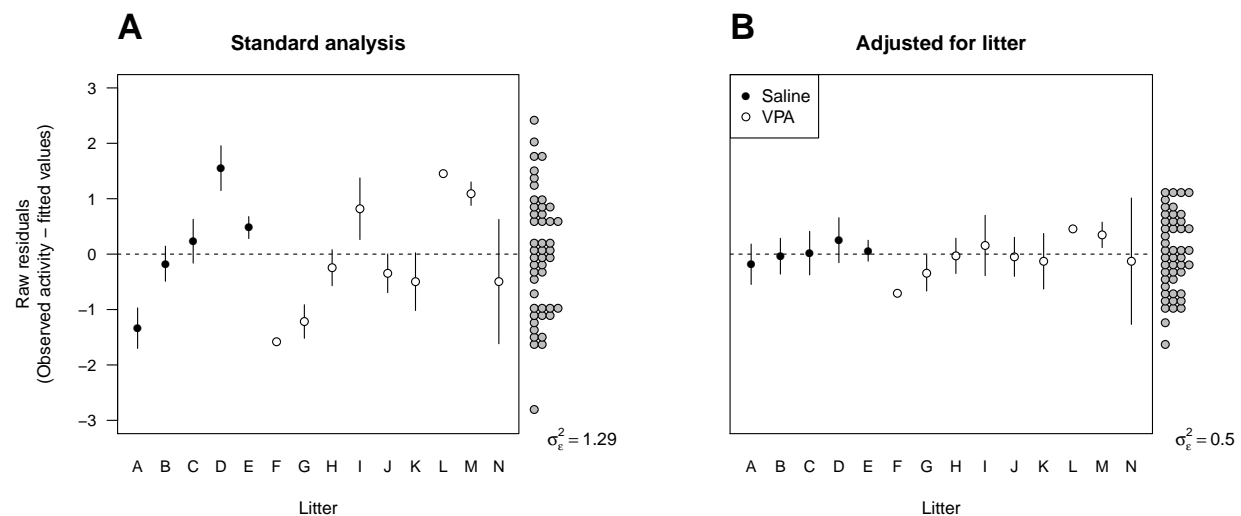 A
Standard analysis
Raw residuals
(Observed activity − fitted values)
3
2
1
0
−1
−2
−3
σ²ε = 1.29
A B C D E F G H I J K L M N
Litter
B
Adjusted for litter
Saline
VPA
σ²ε = 0.5
A B C D E F G H I J K L M N
Litter